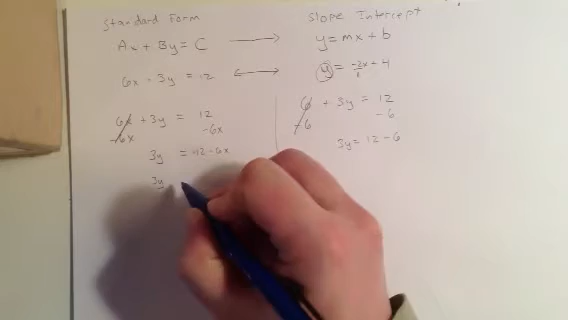 Standard Form
Ax + By = C
6x + 3y = 12
6x + 3y = 12
-6x -6x
3y = 12 - 6x
3y
Slope Intercept
y = mx + b
y = -2x + 4
6 + 3y = 12
-6 -6
3y = 12 - 6